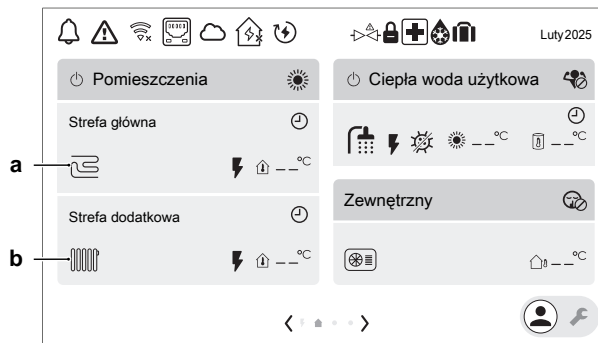 Luty 2025
Pomieszczenia
Strefa główna
a
_ _°C
Strefa dodatkowa
b
_ _°C
Ciepła woda użytkowa
_ _°C
_ _°C
Zewnętrzny
_ _°C